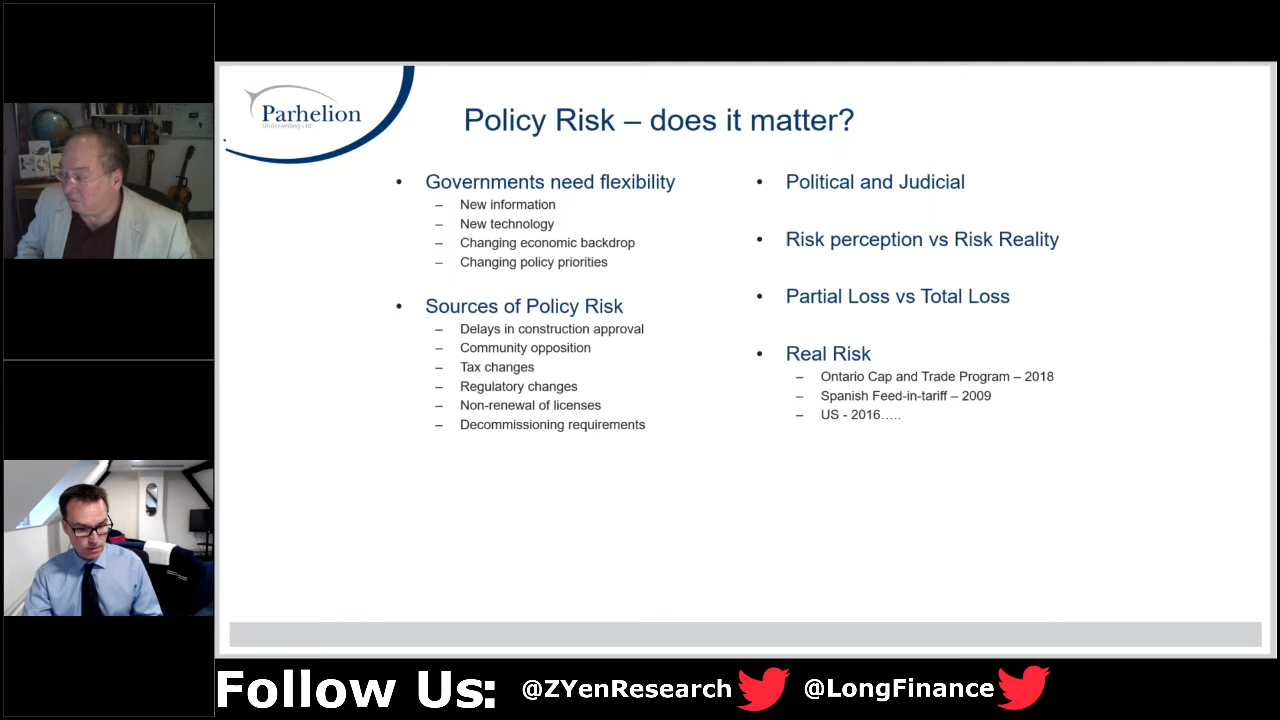 Parhelion
Underwriting Ltd
Policy Risk – does it matter?
• Governments need flexibility
– New information
– New technology
– Changing economic backdrop
– Changing policy priorities
• Sources of Policy Risk
– Delays in construction approval
– Community opposition
– Tax changes
– Regulatory changes
– Non-renewal of licenses
– Decommissioning requirements
• Political and Judicial
• Risk perception vs Risk Reality
• Partial Loss vs Total Loss
• Real Risk
– Ontario Cap and Trade Program – 2018
– Spanish Feed-in-tariff – 2009
– US - 2016…..
Follow Us: @ZYenResearch @LongFinance